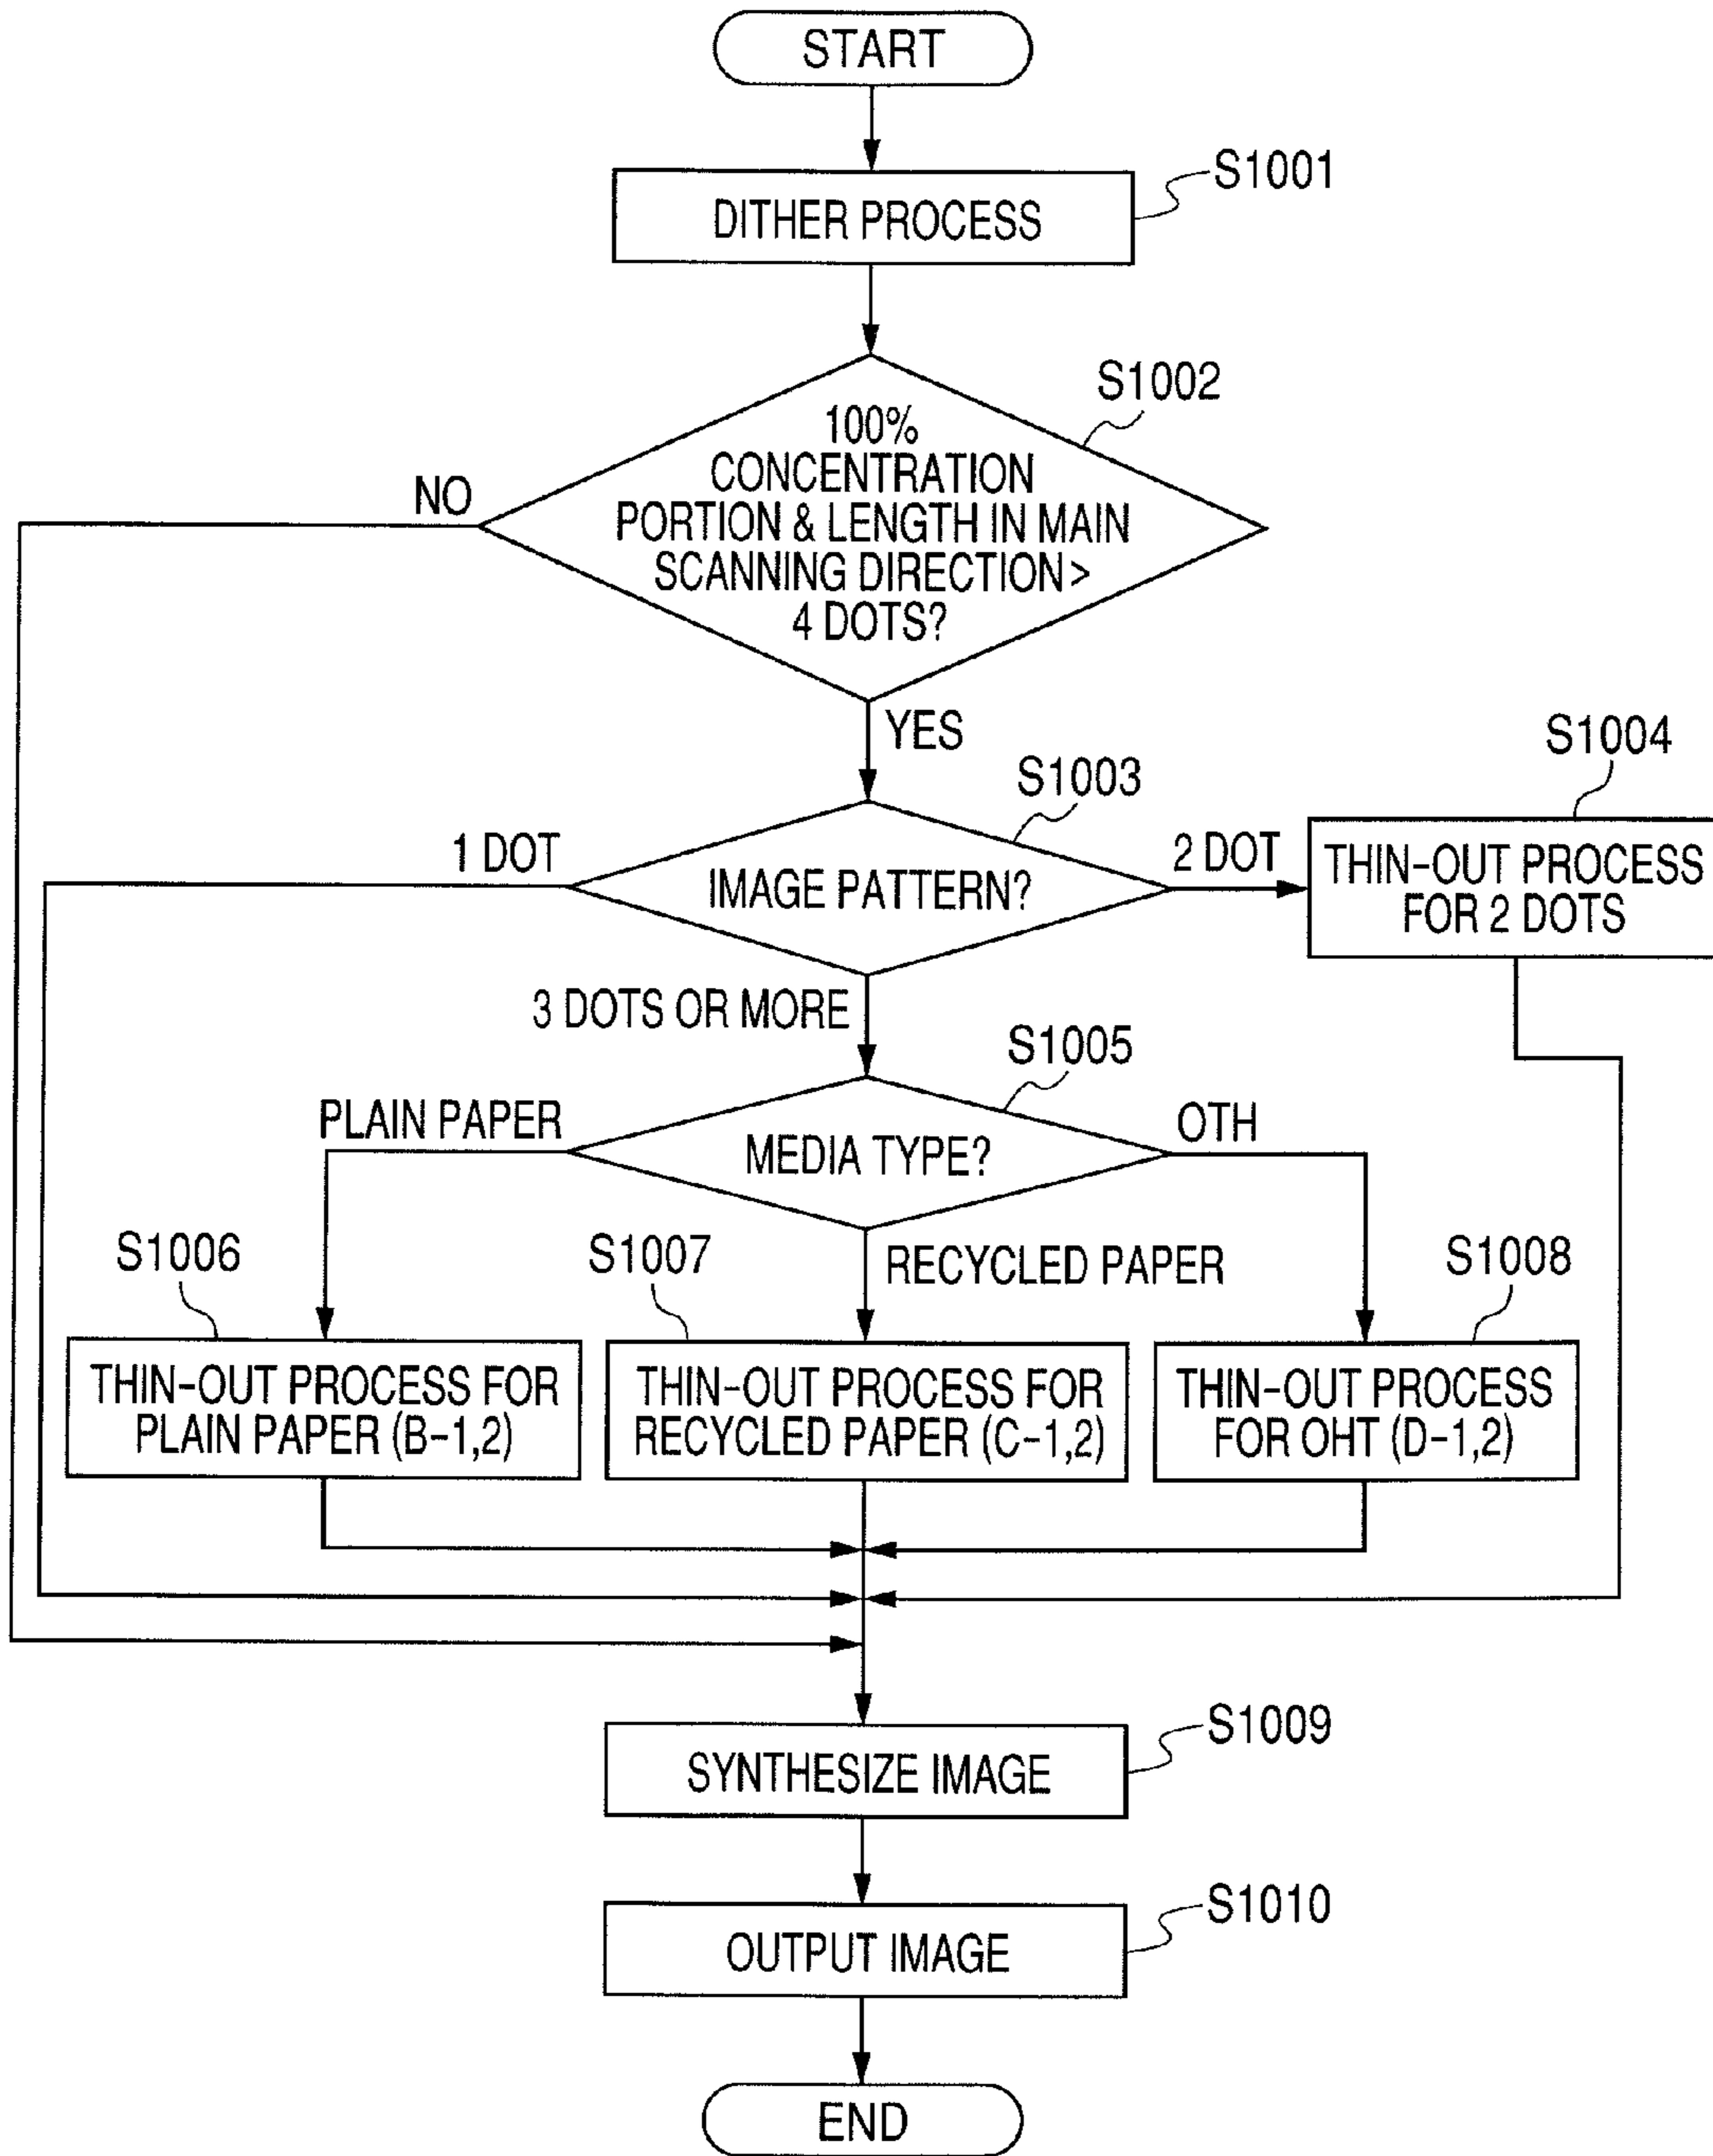 START
S1001
DITHER PROCESS
S1002
100%
CONCENTRATION
PORTION & LENGTH IN MAIN
SCANNING DIRECTION >
4 DOTS?
NO
YES
S1003
S1004
1 DOT
IMAGE PATTERN?
2 DOT
THIN-OUT PROCESS
FOR 2 DOTS
3 DOTS OR MORE
S1005
PLAIN PAPER
MEDIA TYPE?
OTH
RECYCLED PAPER
S1006
S1007
S1008
THIN-OUT PROCESS FOR
PLAIN PAPER (B-1,2)
THIN-OUT PROCESS FOR
RECYCLED PAPER (C-1,2)
THIN-OUT PROCESS
FOR OHT (D-1,2)
S1009
SYNTHESIZE IMAGE
S1010
OUTPUT IMAGE
END